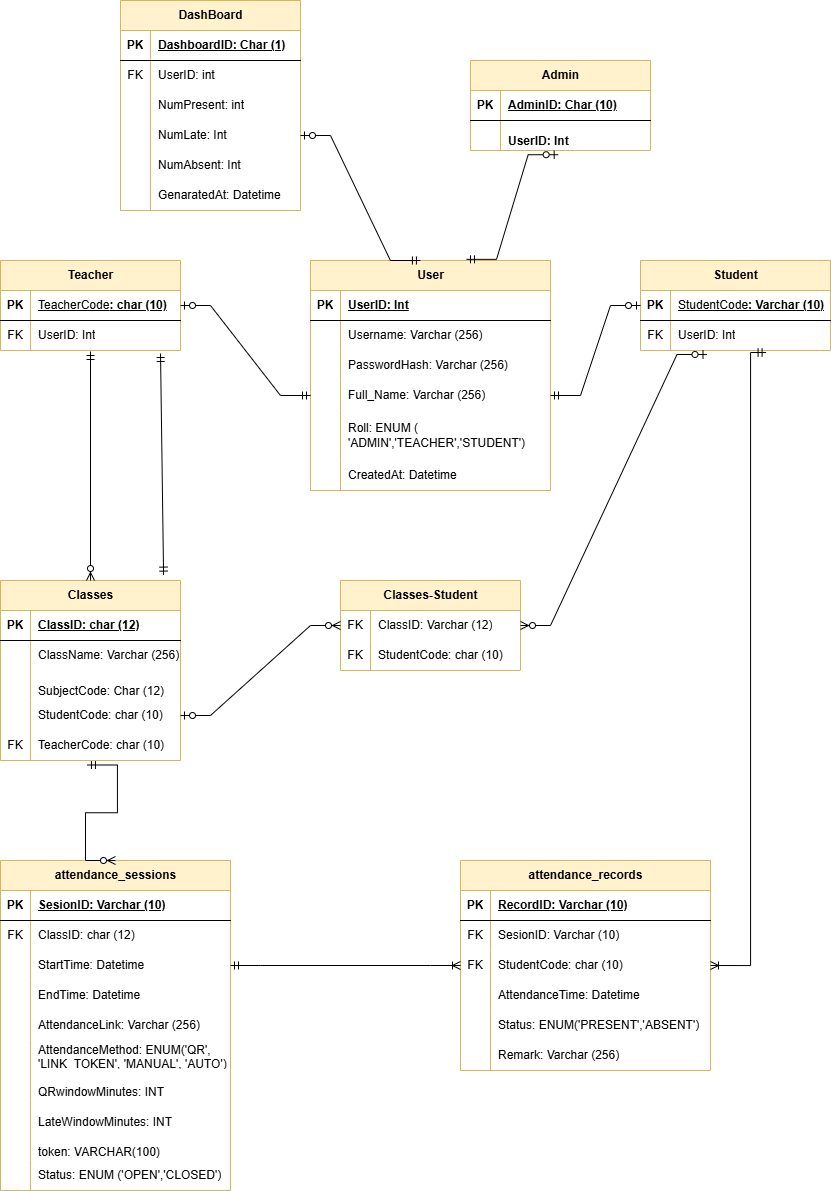 DashBoard
PK DashboardID: Char (1)
FK UserID: int
NumPresent: int
NumLate: Int
NumAbsent: Int
GenaratedAt: Datetime
Admin
PK AdminID: Char (10)
UserID: Int
Teacher
PK TeacherCode: char (10)
FK UserID: Int
User
PK UserID: Int
Username: Varchar (256)
PasswordHash: Varchar (256)
Full_Name: Varchar (256)
Roll: ENUM (
'ADMIN','TEACHER','STUDENT')
CreatedAt: Datetime
Student
PK StudentCode: Varchar (10)
FK UserID: Int
Classes
PK ClassID: char (12)
ClassName: Varchar (256)
SubjectCode: Char (12)
StudentCode: char (10)
FK TeacherCode: char (10)
Classes-Student
FK ClassID: Varchar (12)
FK StudentCode: char (10)
attendance_sessions
PK SesionID: Varchar (10)
FK ClassID: char (12)
StartTime: Datetime
EndTime: Datetime
AttendanceLink: Varchar (256)
AttendanceMethod: ENUM('QR',
'LINK_TOKEN', 'MANUAL', 'AUTO')
QRwindowMinutes: INT
LateWindowMinutes: INT
token: VARCHAR(100)
Status: ENUM ('OPEN','CLOSED')
attendance_records
PK RecordID: Varchar (10)
FK SesionID: Varchar (10)
FK StudentCode: char (10)
AttendanceTime: Datetime
Status: ENUM('PRESENT','ABSENT')
Remark: Varchar (256)